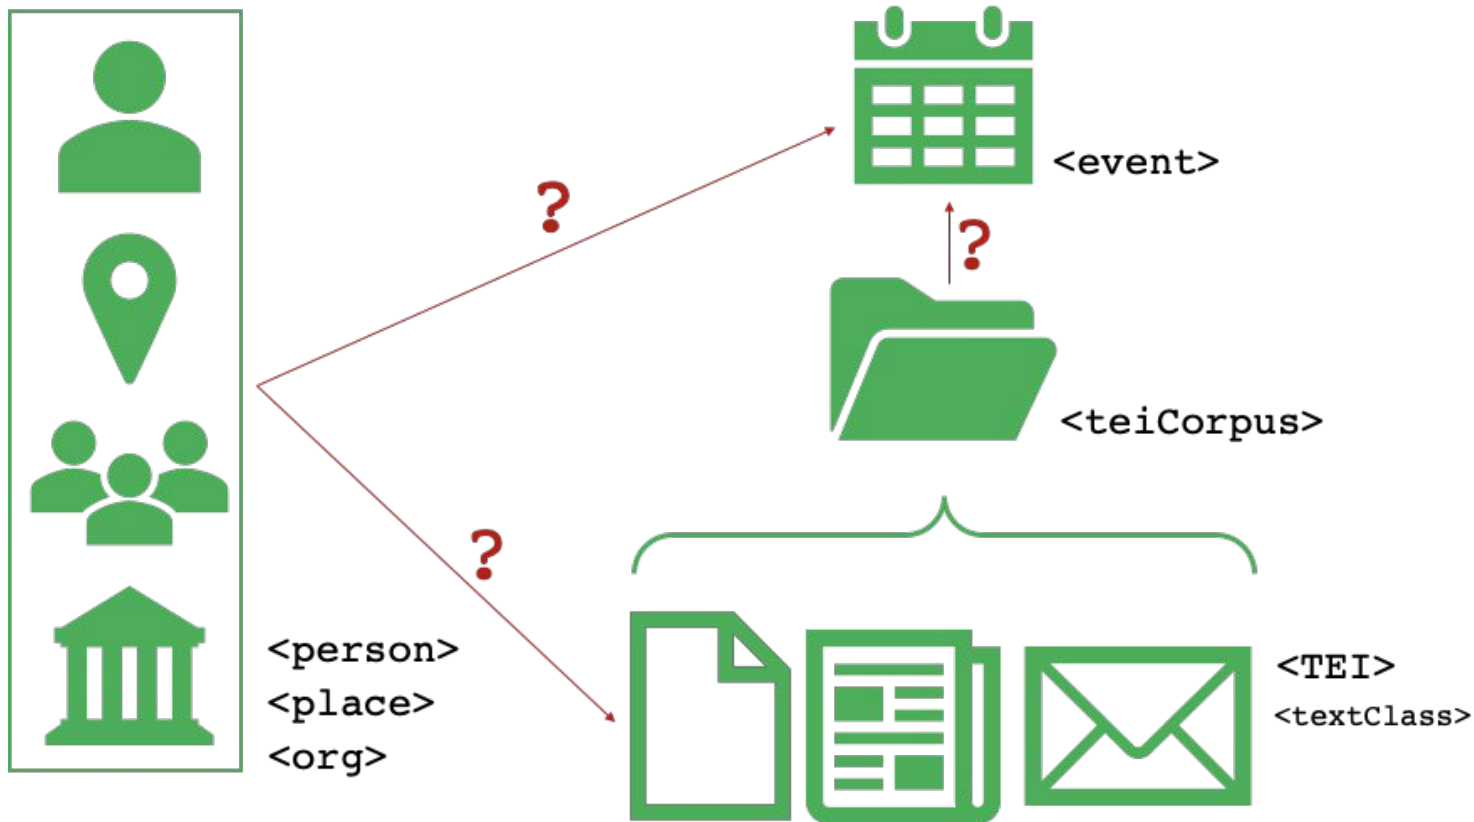 <event>
?
?
<teiCorpus>
?
<person>
<place>
<org>
<TEI>
<textClass>